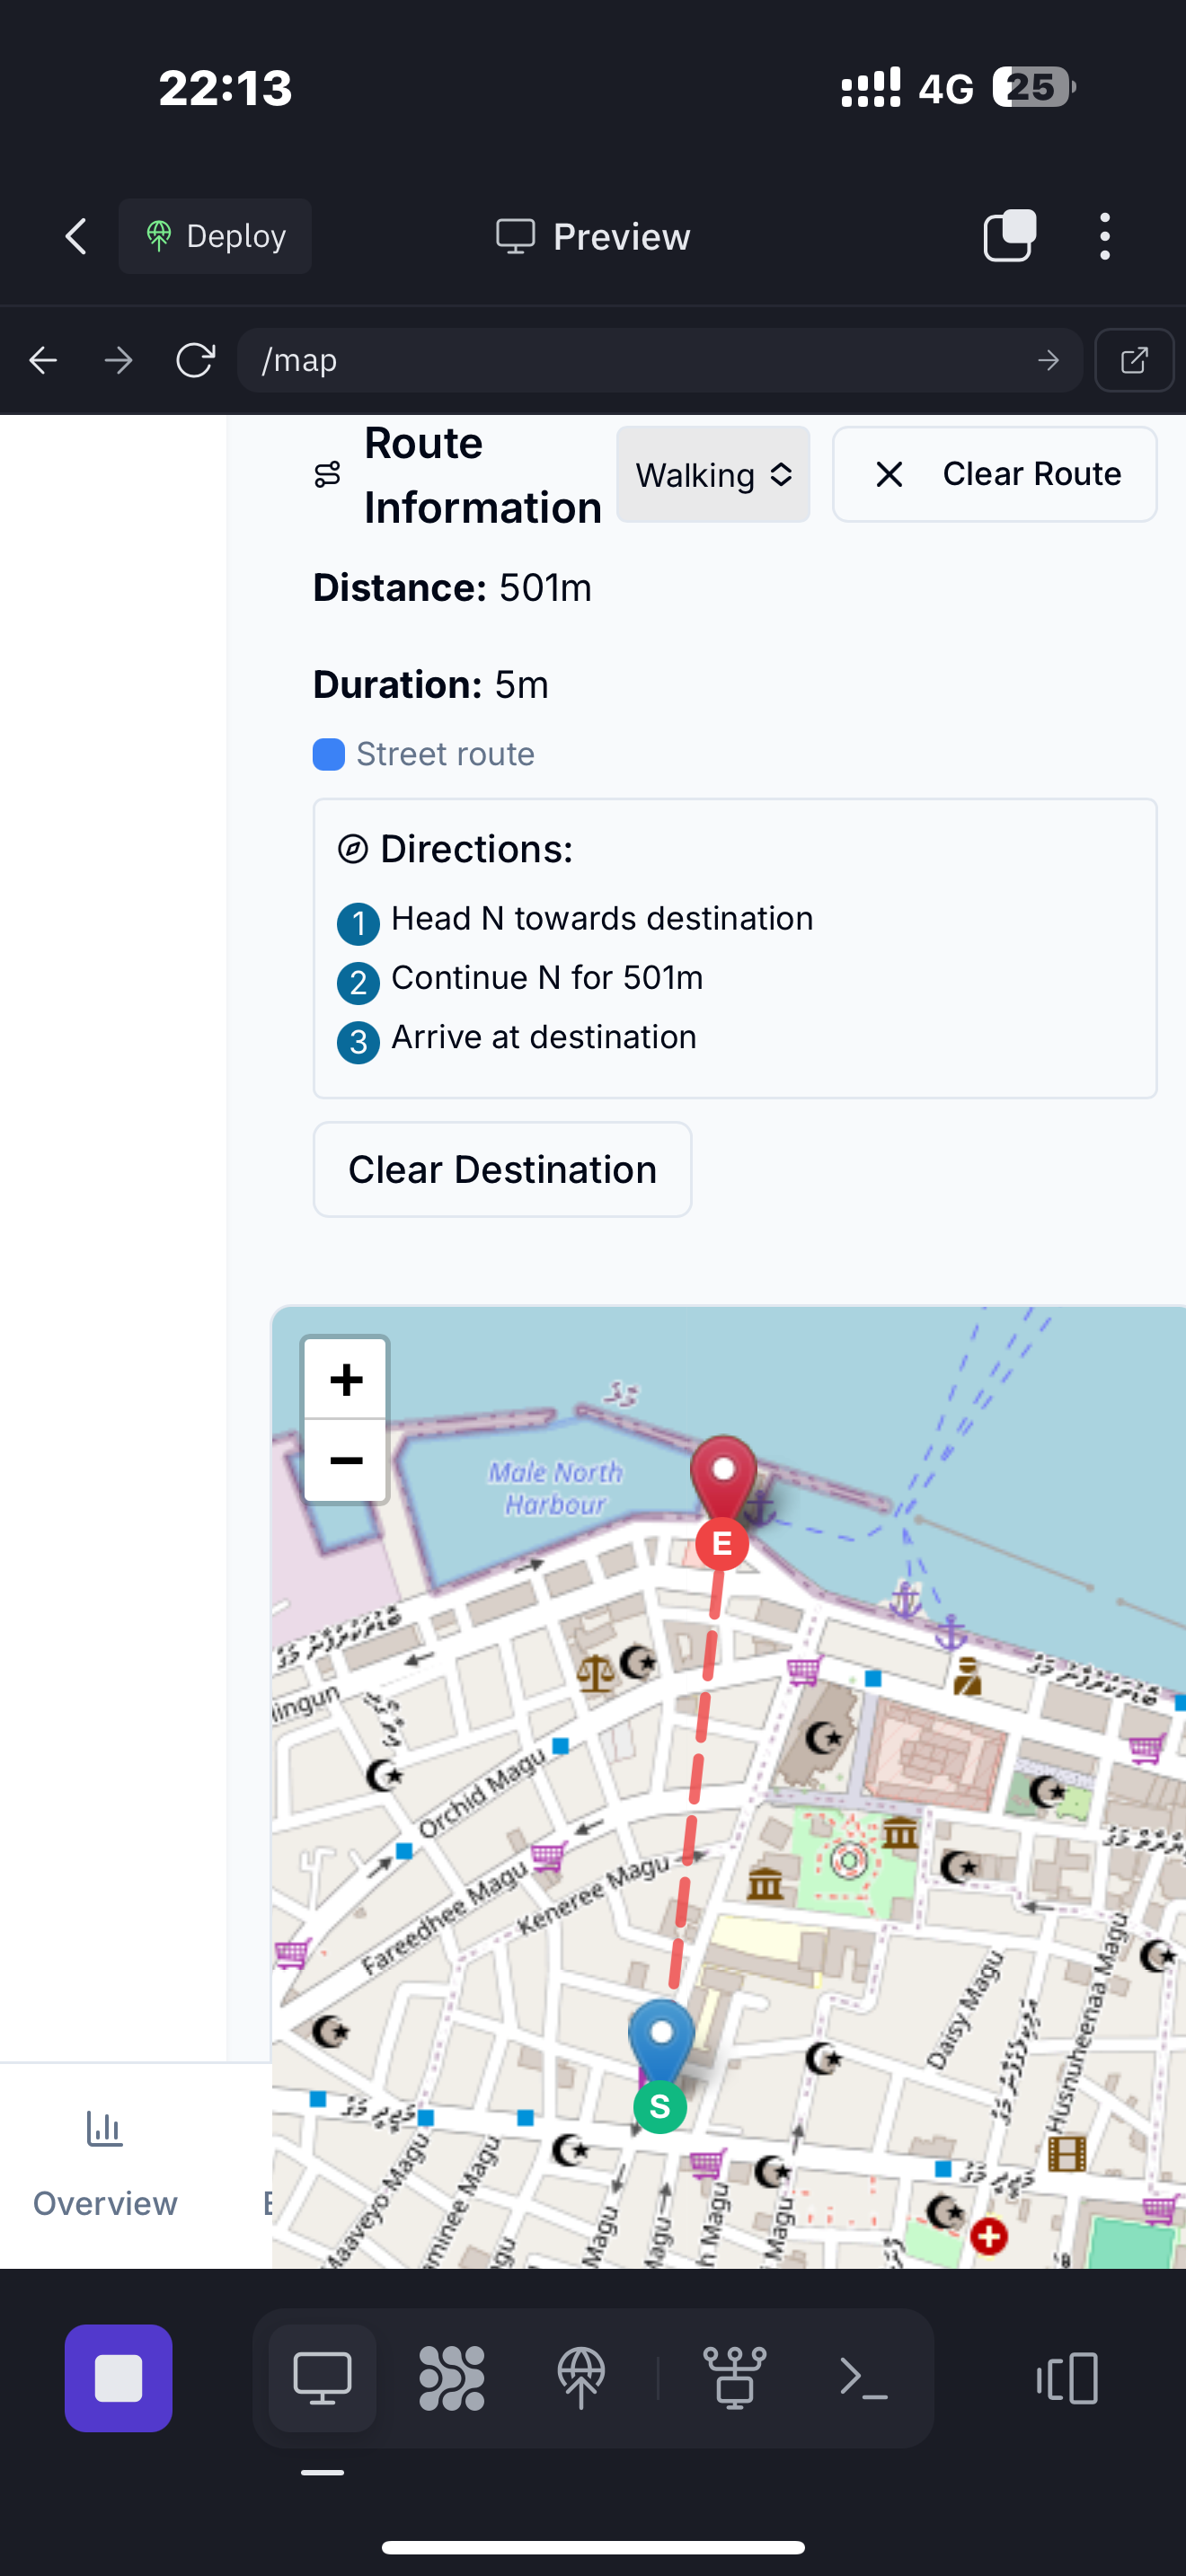 22:13
4G 25
Deploy
Preview
/map
Route
Information
Walking
Clear Route
Distance: 501m
Duration: 5m
Street route
Directions:
1 Head N towards destination
2 Continue N for 501m
3 Arrive at destination
Clear Destination
+
−
Male North
Harbour
E
ingun
Orchid Magu
Fareedhee Magu
Keneree Magu
Daisy Magu
Husnuheenaa Magu
S
Maaveyo Magu
aminee Magu
Magu
Magu
h Magu
Magu
gu
Overview
E